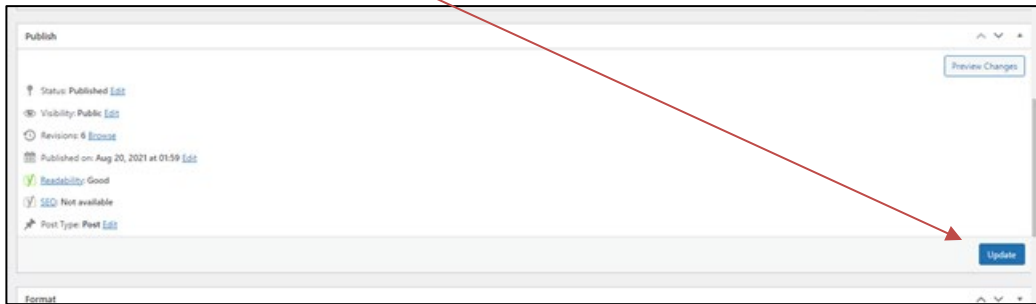 Publish
Preview Changes
Status: Published Edit
Visibility: Public Edit
Revisions: 6 Browse
Published on: Aug 20, 2021 at 01:59 Edit
Readability: Good
SEO: Not available
Post Type: Post Edit
Update
Format